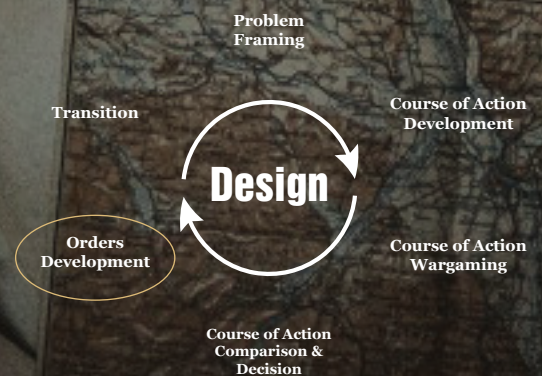 Problem
Framing
Course of Action
Development
Course of Action
Wargaming
Course of Action
Comparison &
Decision
Orders
Development
Transition
Design